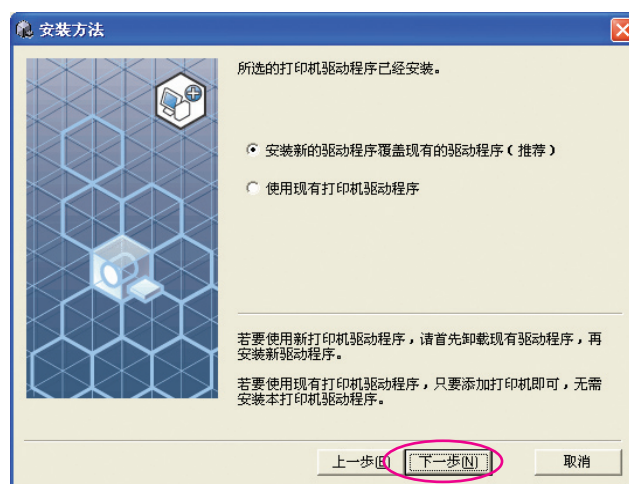 安装方法
所选的打印机驱动程序已经安装。
安装新的驱动程序覆盖现有的驱动程序(推荐)
使用现有打印机驱动程序
若要使用新打印机驱动程序,请首先卸载现有驱动程序,再
安装新驱动程序。
若要使用现有打印机驱动程序,只要添加打印机即可,无需
安装本打印机驱动程序。
上一步(B) 下一步(N) 取消